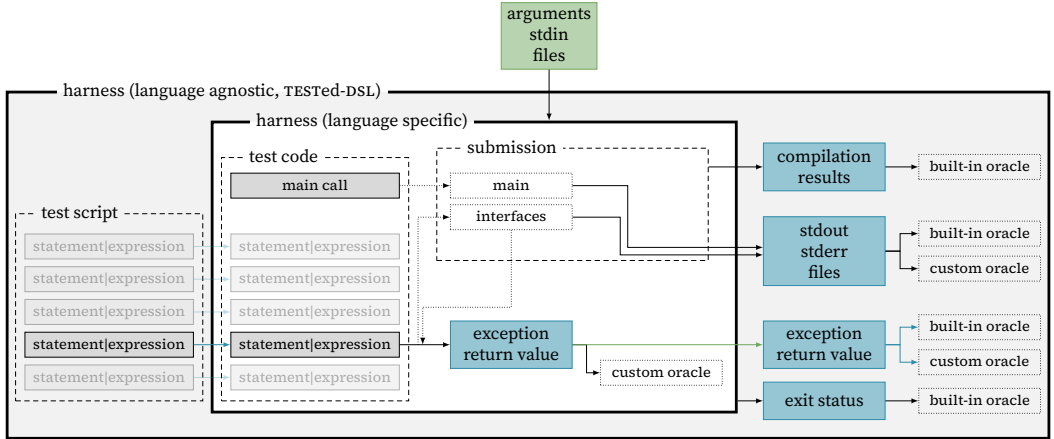 arguments
stdin
files
harness (language agnostic, TESTed-DSL)
harness (language specific)
test code
submission
main call
main
interfaces
compilation
results
built-in oracle
test script
statement|expression
statement|expression
statement|expression
statement|expression
statement|expression
statement|expression
statement|expression
statement|expression
statement|expression
statement|expression
stdout
stderr
files
built-in oracle
custom oracle
exception
return value
custom oracle
exception
return value
built-in oracle
custom oracle
exit status
built-in oracle